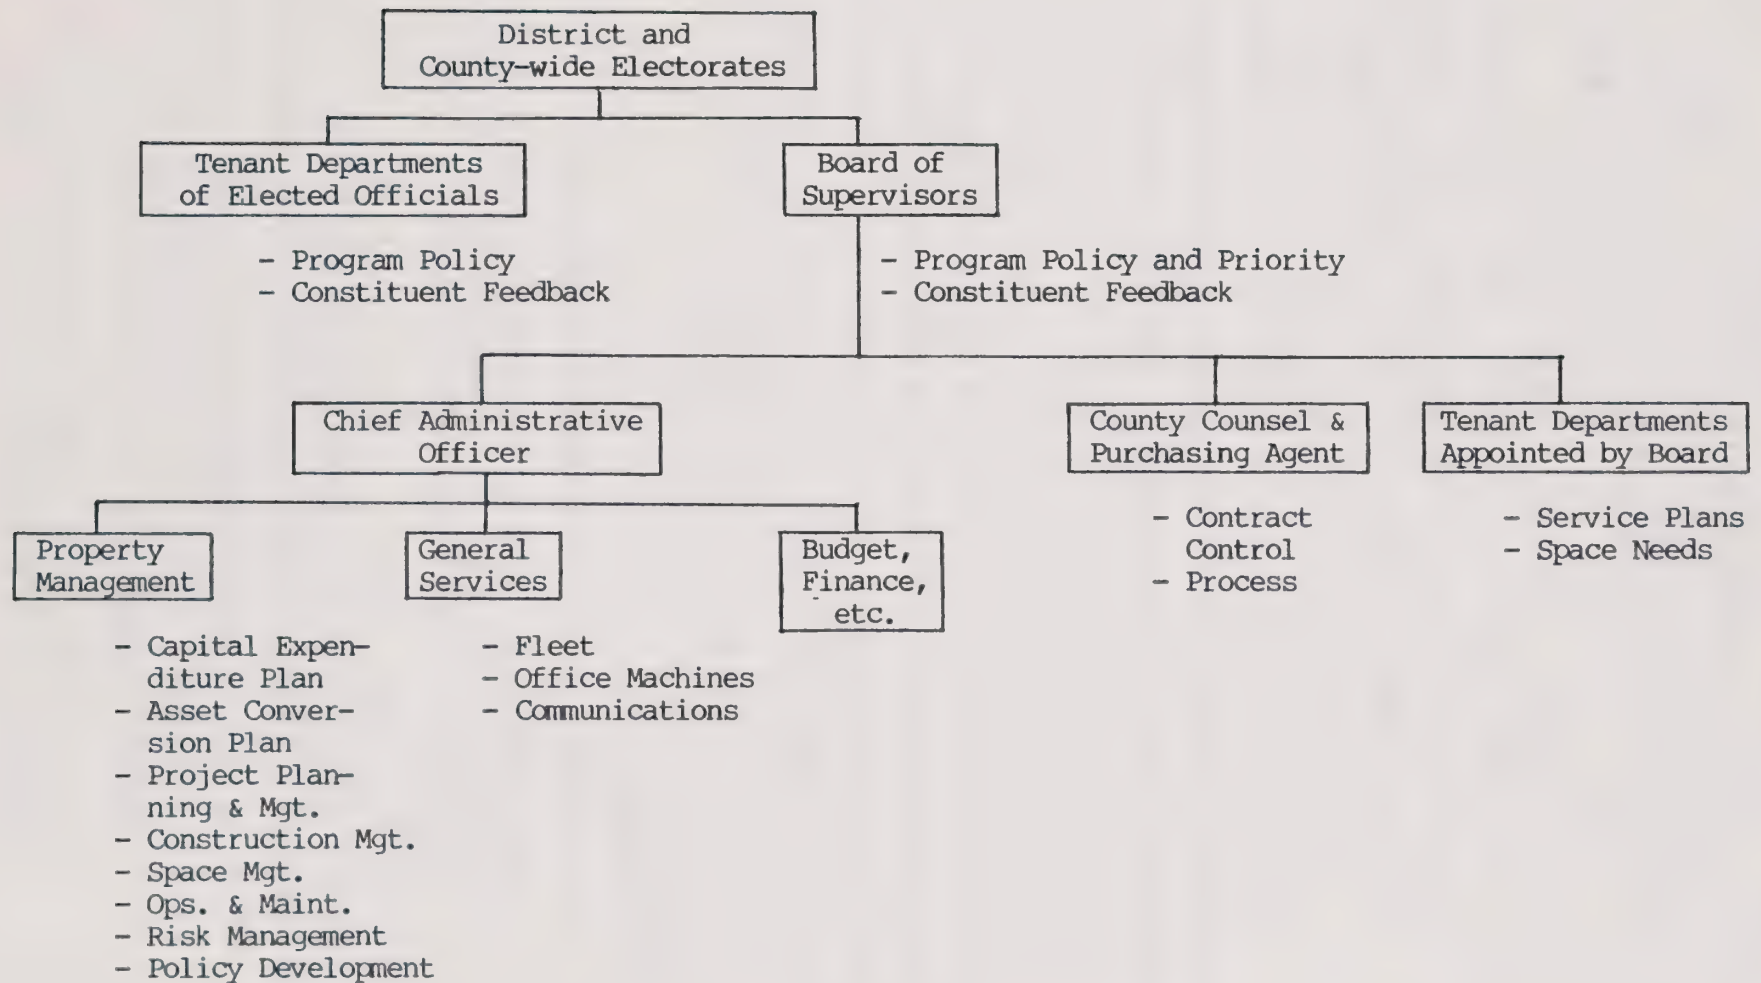 District and
County-wide Electorates
Tenant Departments
of Elected Officials
- Program Policy
- Constituent Feedback
Board of
Supervisors
- Program Policy and Priority
- Constituent Feedback
Chief Administrative
Officer
County Counsel &
Purchasing Agent
- Contract
Control
- Process
Tenant Departments
Appointed by Board
- Service Plans
- Space Needs
Property
Management
- Capital Expen-
diture Plan
- Asset Conver-
sion Plan
- Project Plan-
ning & Mgt.
- Construction Mgt.
- Space Mgt.
- Ops. & Maint.
- Risk Management
- Policy Development
General
Services
- Fleet
- Office Machines
- Communications
Budget,
Finance,
etc.